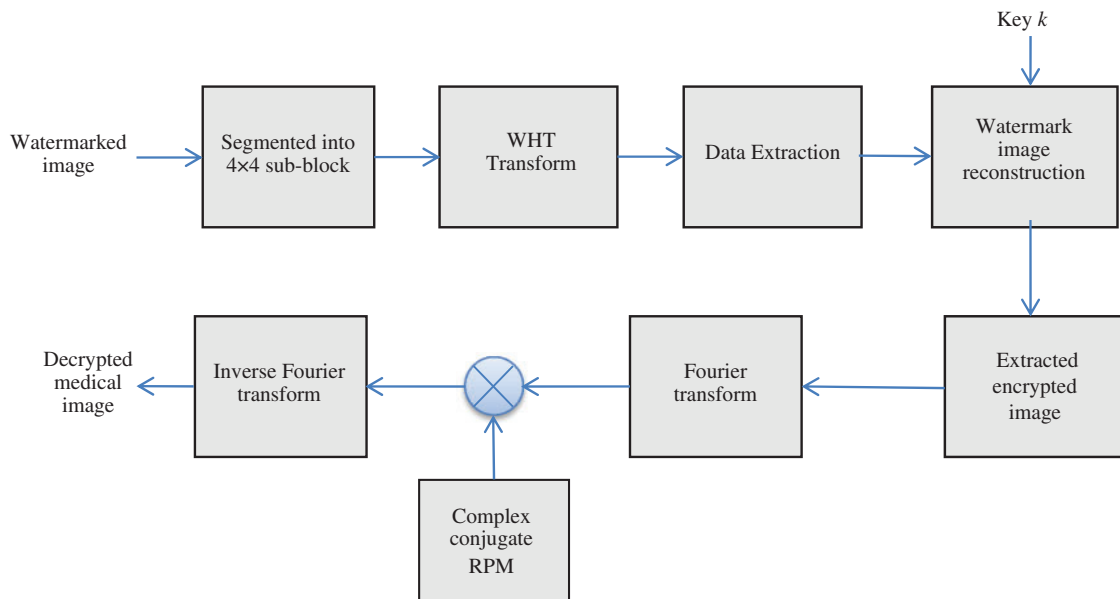 Key k
Watermarked
image
Segmented into
4×4 sub-block
WHT
Transform
Data Extraction
Watermark
image
reconstruction
Decrypted
medical
image
Inverse Fourier
transform
Fourier
transform
Extracted
encrypted
image
Complex
conjugate
RPM